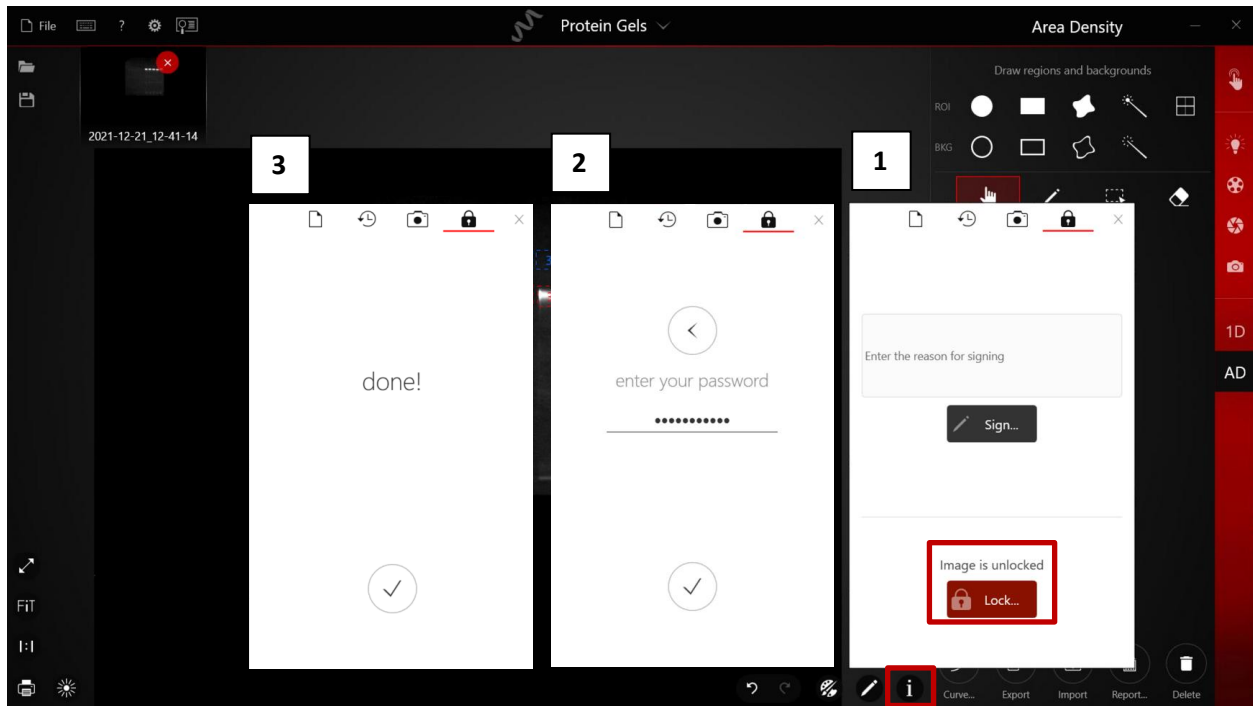 File
?
Protein Gels
Area Density
Draw regions and backgrounds
ROI
BKG
2021-12-21_12-41-14
3
2
1
done!
enter your password
Enter the reason for signing
Sign...
Image is unlocked
Lock...
1D
AD
FiT
1:1
i
Curve...
Export
Import
Report...
Delete